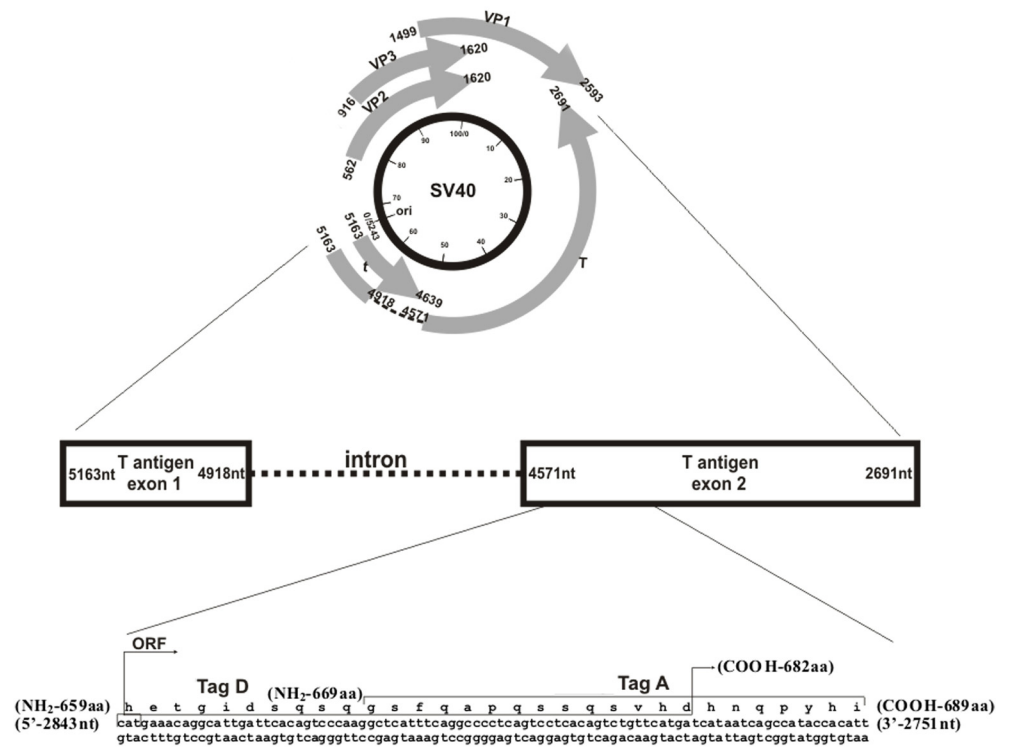 VP1
1499
VP3
1620
1620
VP2
916
2593
2691
562
100/0
90
10
80
SV40
20
70
ori
30
0/5243
60
50
40
5163
5163
t
T
4918
4639
4571
5163nt
T antigen
exon 1
4918nt
intron
4571nt
T antigen
exon 2
2691nt
ORF
(COOH-682aa)
Tag D
(NH2-669aa)
Tag A
(NH2-659aa) h e t g i d s q s q g s f q a p q s s q s v h d h n q p y h i (COOH-689aa)
(5'-2843nt) catgaaacaggcattgattcacagtcccaaggctcatttcaggcccctcagtcctcacagtctgttcatgatcataatcagccataccacatt (3'-2751nt)
gtactttgtccgtaactaagtgtcagggttccgagtaaagtccggggagtcaggagtgtcagacaagtactagtattagtcggtatggtgtaa